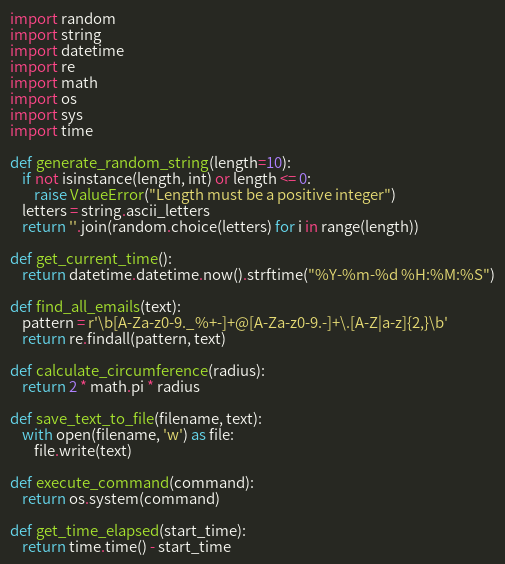 import random
import string
import datetime
import re
import math
import os
import sys
import time

def generate_random_string(length=10):
    if not isinstance(length, int) or length <= 0:
        raise ValueError("Length must be a positive integer")
    letters = string.ascii_letters
    return ''.join(random.choice(letters) for i in range(length))

def get_current_time():
    return datetime.datetime.now().strftime("%Y-%m-%d %H:%M:%S")

def find_all_emails(text):
    pattern = r'\b[A-Za-z0-9._%+-]+@[A-Za-z0-9.-]+\.[A-Z|a-z]{2,}\b'
    return re.findall(pattern, text)

def calculate_circumference(radius):
    return 2 * math.pi * radius

def save_text_to_file(filename, text):
    with open(filename, 'w') as file:
        file.write(text)

def execute_command(command):
    return os.system(command)

def get_time_elapsed(start_time):
    return time.time() - start_time